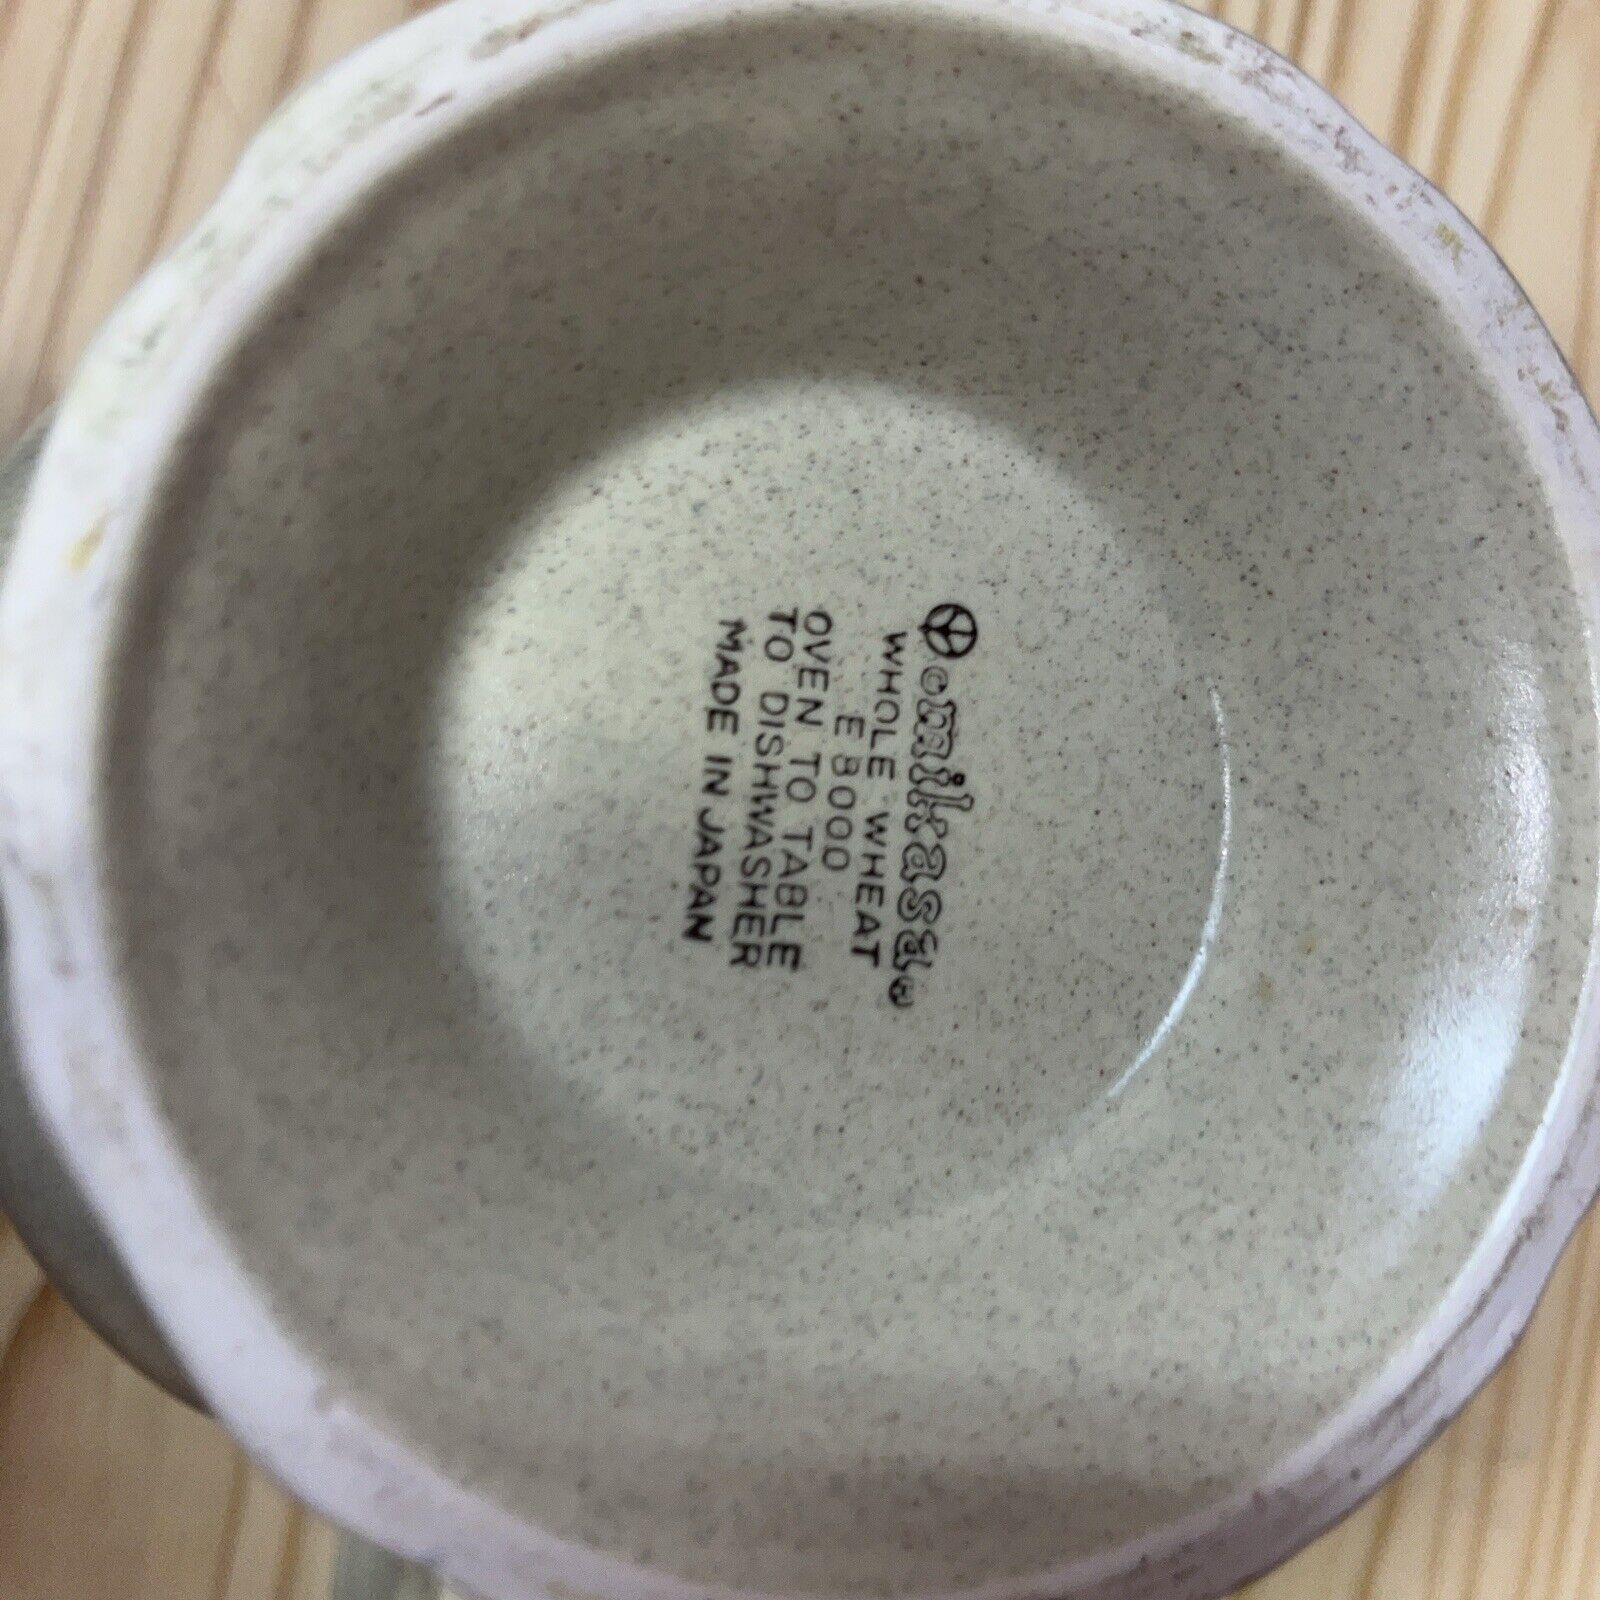 © mikasa ®
WHOLE WHEAT
E 8000
OVEN TO TABLE
TO DISHWASHER
MADE IN JAPAN